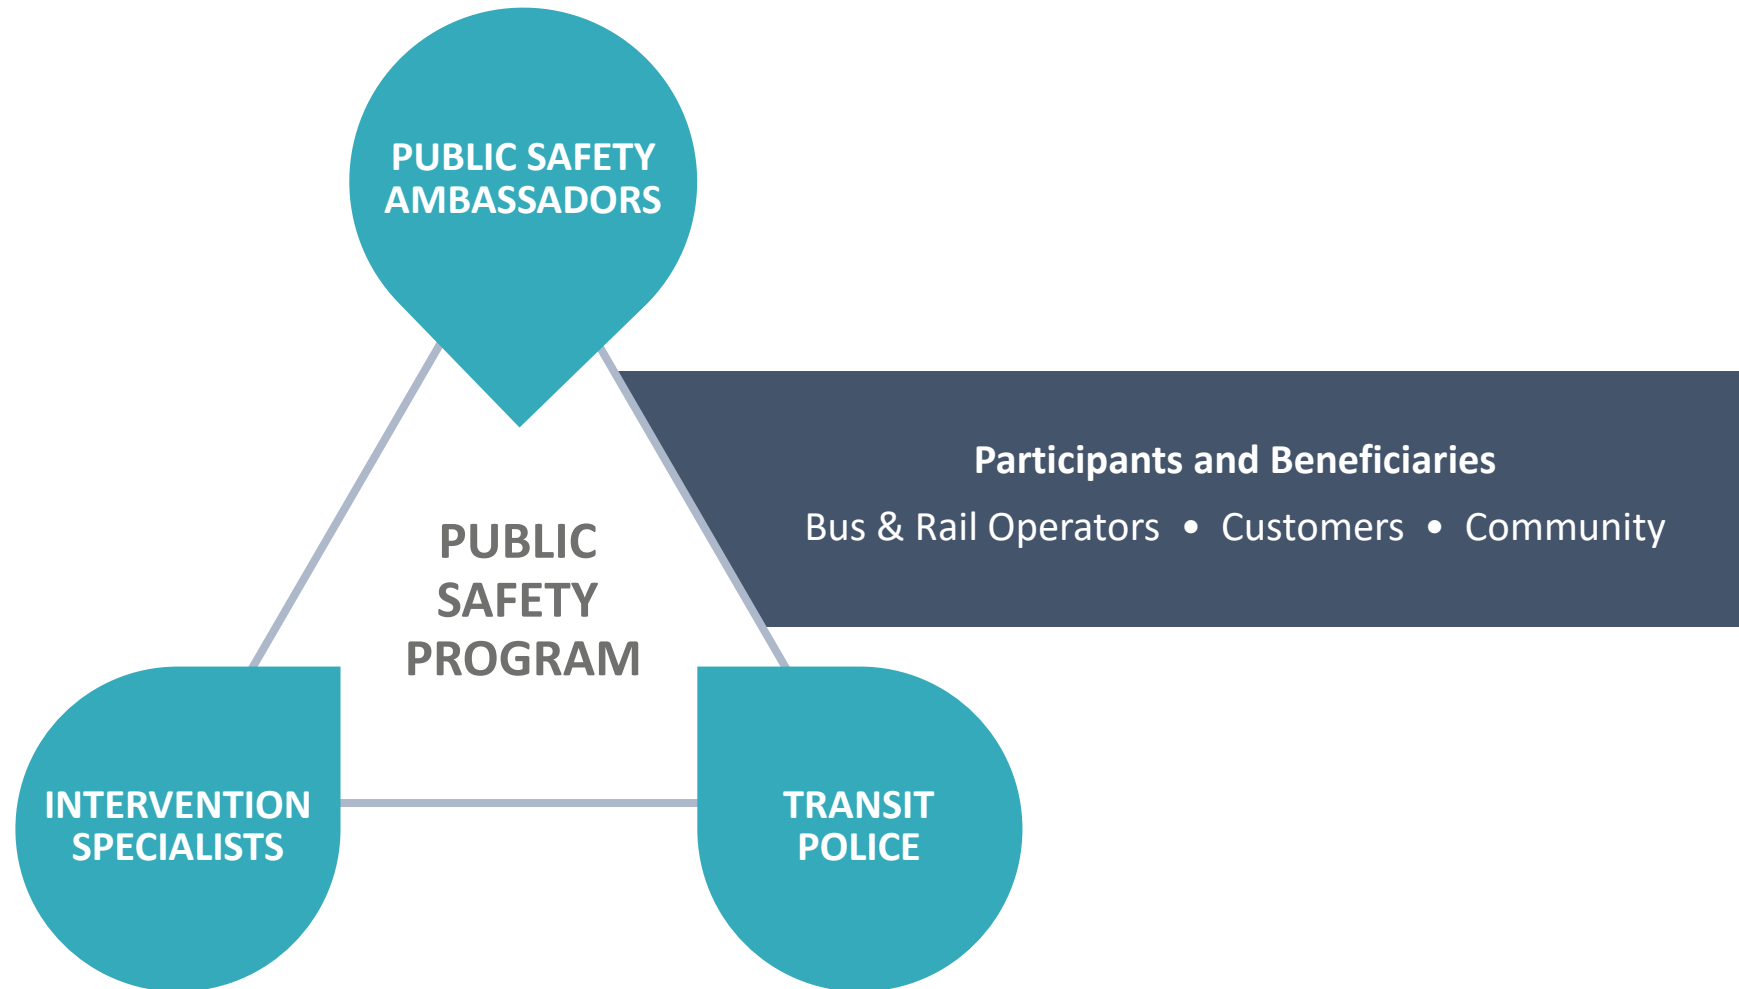 PUBLIC SAFETY
AMBASSADORS
Participants and Beneficiaries
Bus & Rail Operators • Customers • Community
PUBLIC
SAFETY
PROGRAM
INTERVENTION
SPECIALISTS
TRANSIT
POLICE